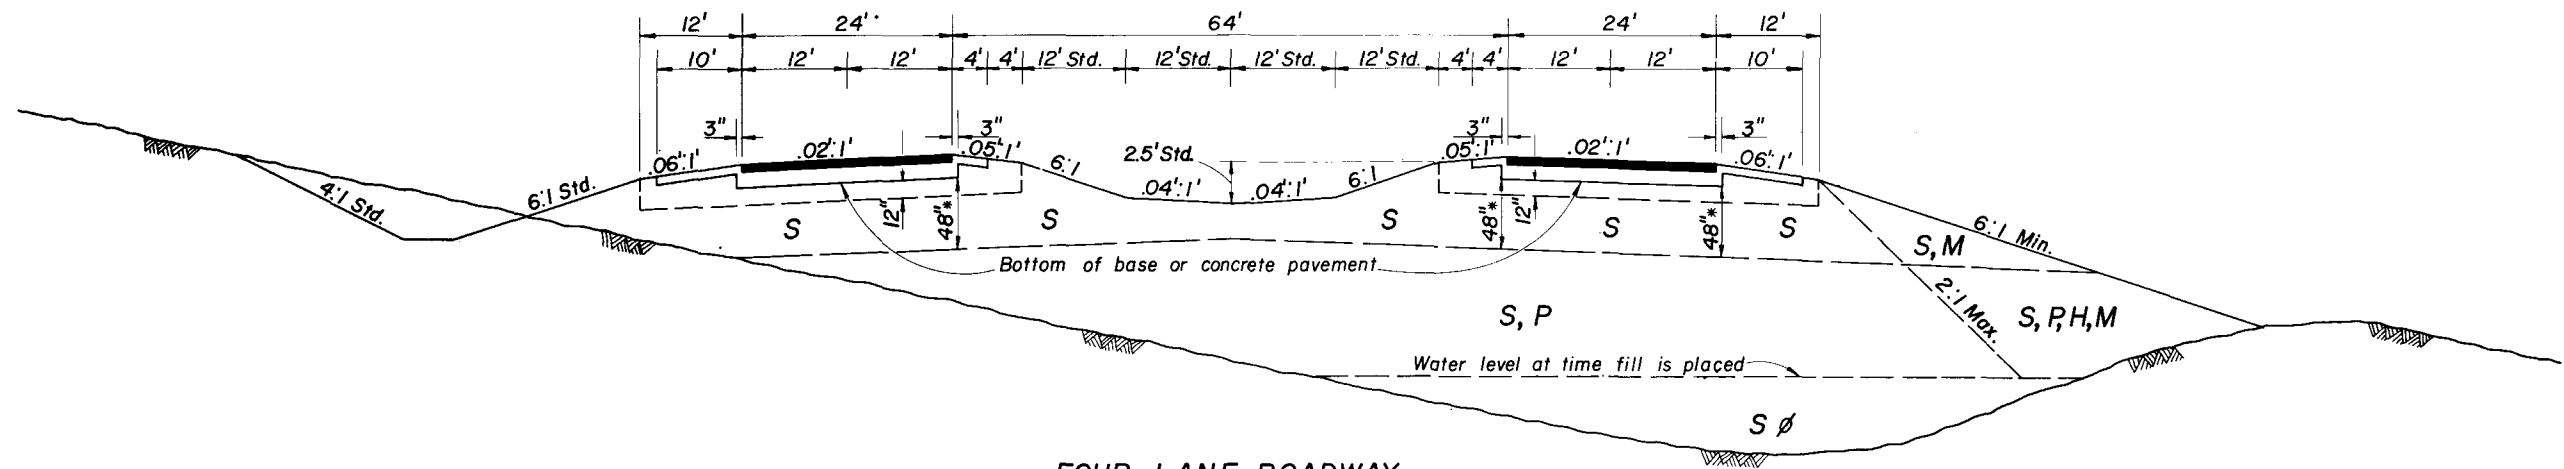 12' 24' 64' 24' 12'
10' 12' 12' 4' 4' 12' Std. 12' Std. 12' Std. 12' Std. 4' 4' 12' 12' 10'
3" 3" 3" 3"
.06':1' .02':1' .05':1' 6:1 2.5' Std. 6:1 .05':1' .02':1' .06':1'
4:1 Std. 6:1 Std. .04':1' .04':1'
12" 48"* 48"* 12" 48"*
S S S S S S, M 6:1 Min.
Bottom of base or concrete pavement
S, P 2:1 Max. S, P, H, M
Water level at time fill is placed
S ϕ
FOUR LANE ROADWAY